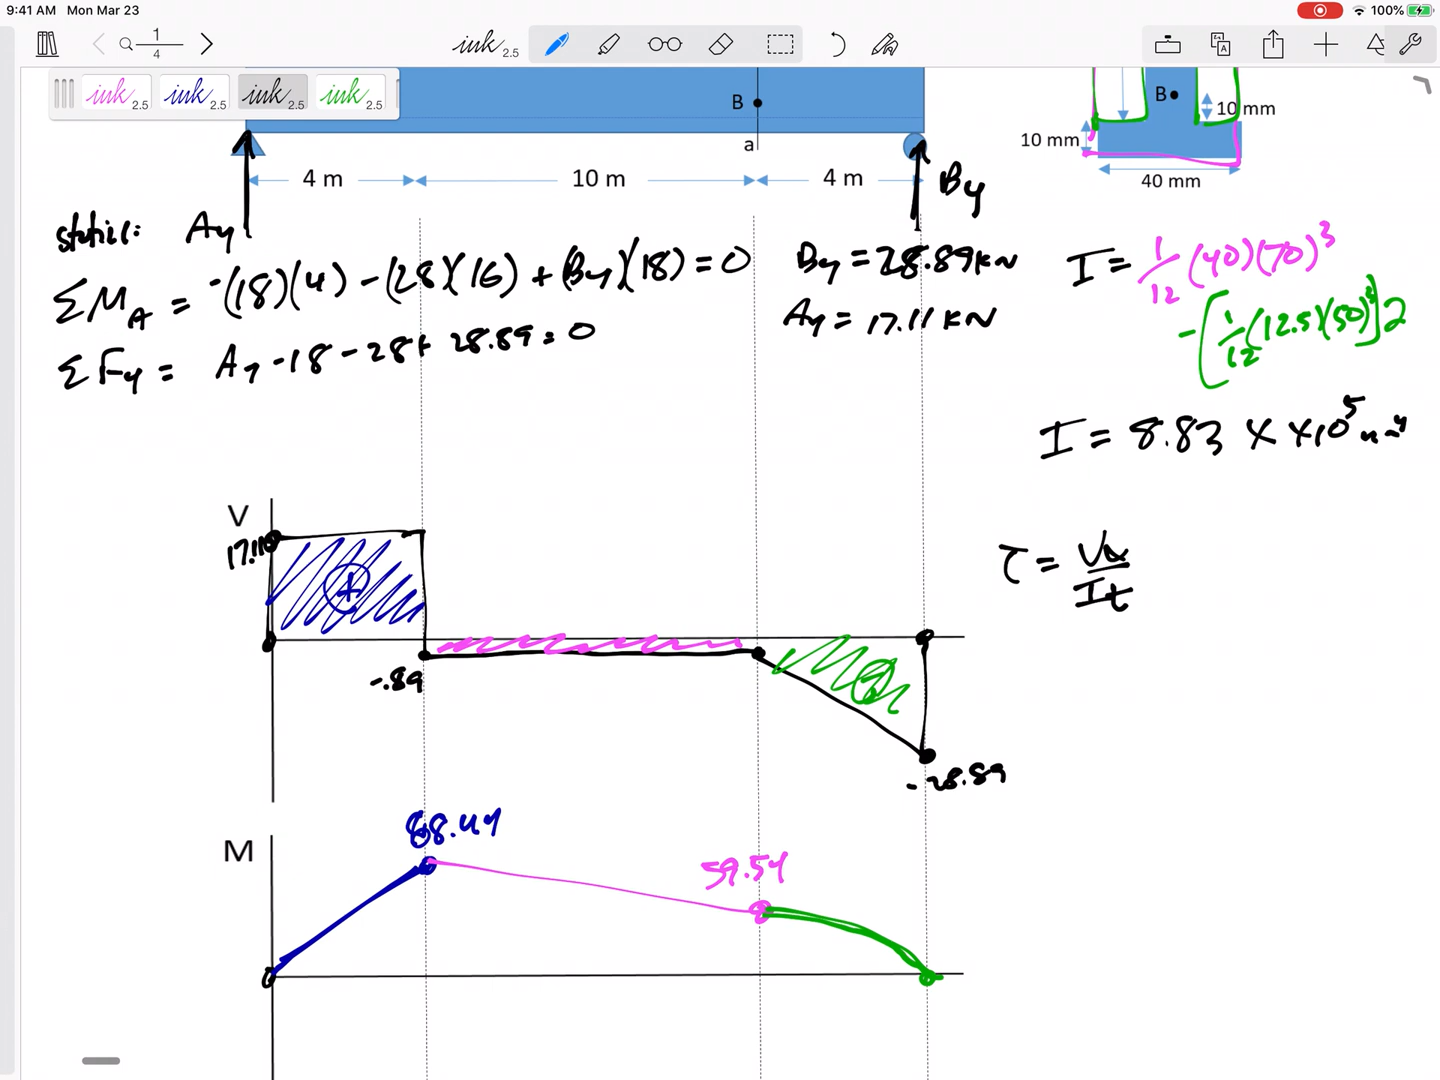 9:41 AM Mon Mar 23
100%
1
4
ink 2.5
ink 2.5
ink 2.5
ink 2.5
ink 2.5
B
a
4 m
10 m
4 m
B
10 mm
10 mm
40 mm
By
statics: Ay
ΣM_A = -(18)(4) - (28)(16) + (By)(18) = 0
ΣFy = Ay - 18 - 28 + 28.89 = 0
By = 28.89 kN
Ay = 17.11 kN
I = 1/12 (40)(70)³
- [1/12 (12.5)(50)³] 2
I = 8.83 x x10⁵ mm⁴
V
17.11
+
-.89
-28.89
τ = VQ/It
M
68.44
59.54